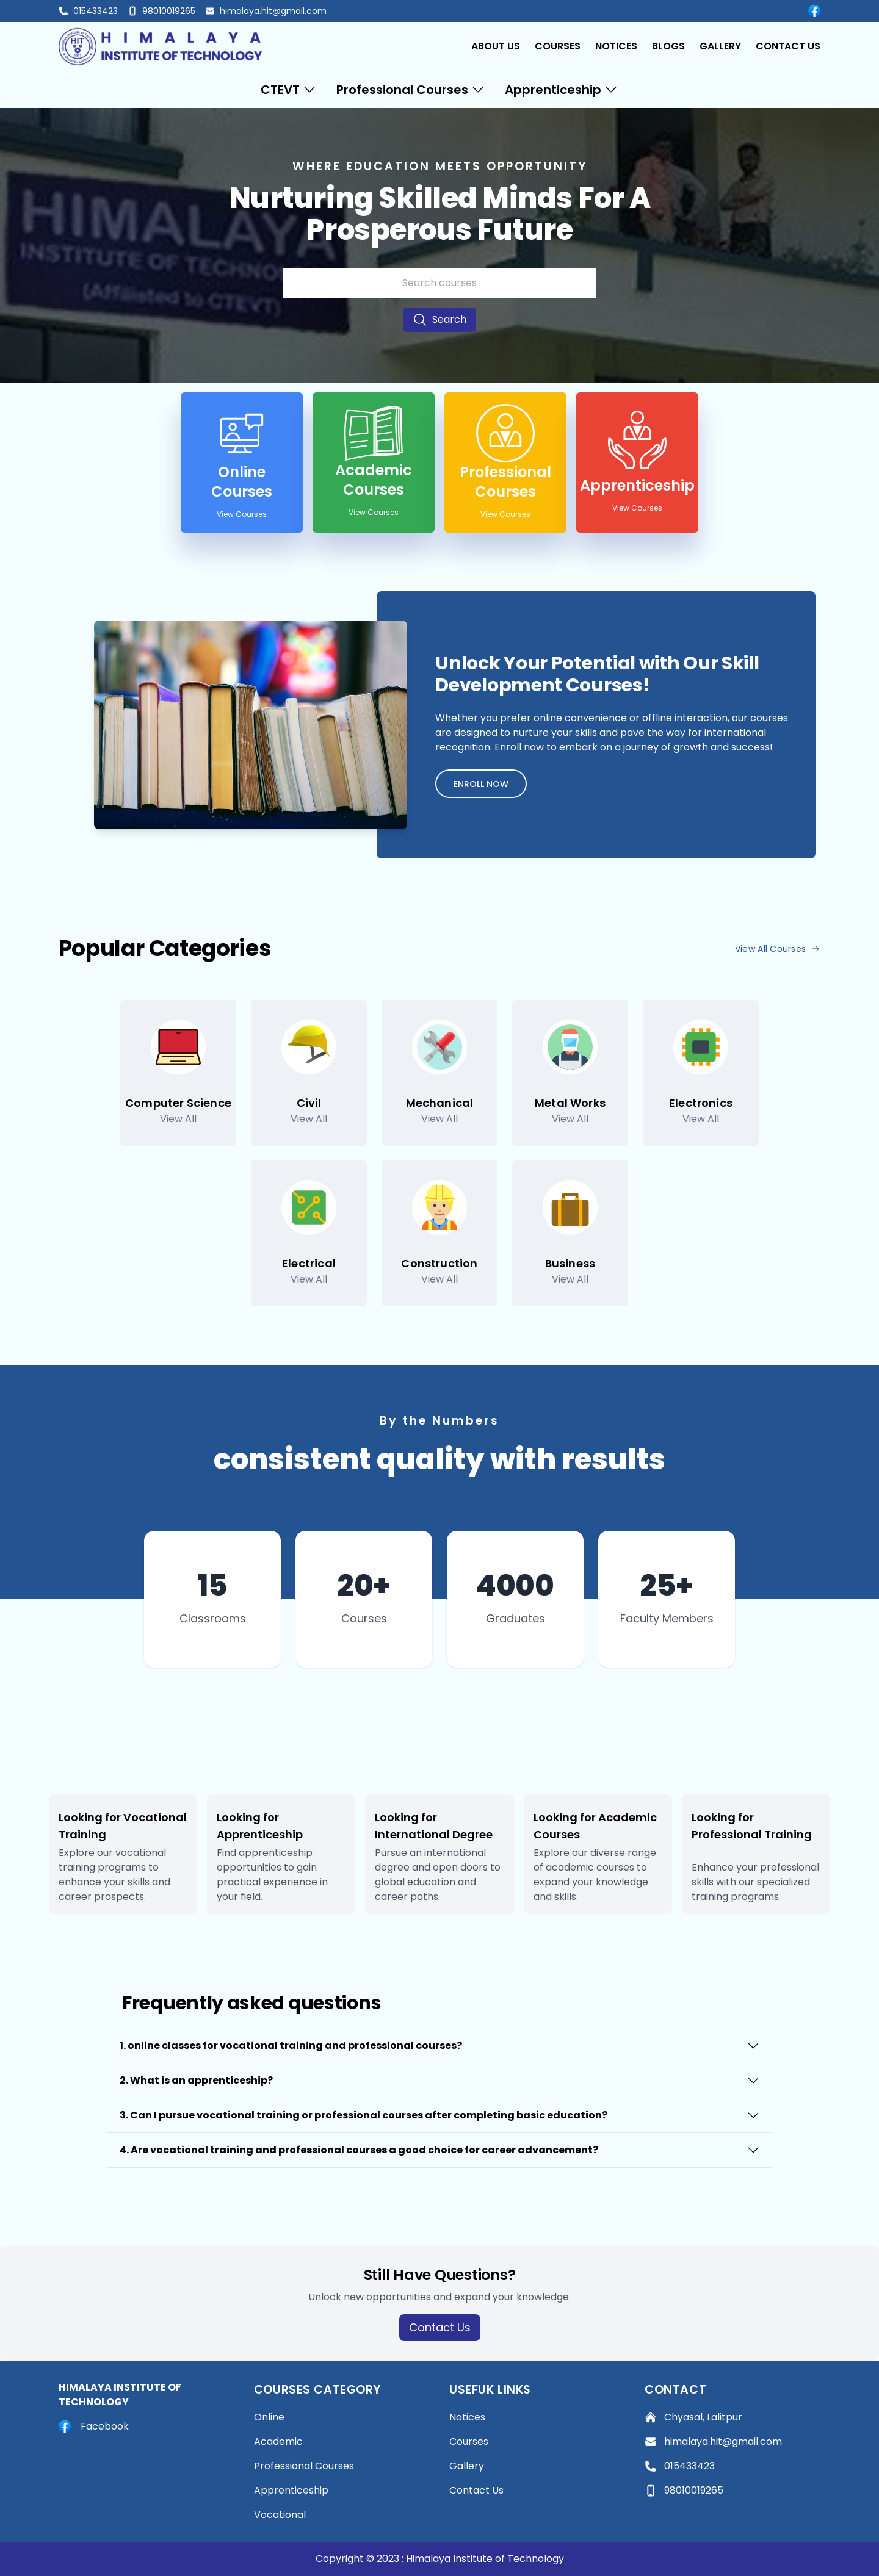 015433423 98010019265 himalaya.hit@gmail.com
HIT
HIMALAYA
INSTITUTE OF TECHNOLOGY
ABOUT US COURSES NOTICES BLOGS GALLERY CONTACT US
CTEVT Professional Courses Apprenticeship
WHERE EDUCATION MEETS OPPORTUNITY
Nurturing Skilled Minds For A
Prosperous Future
Search courses
Search
Online
Courses
View Courses
Academic
Courses
View Courses
Professional
Courses
View Courses
Apprenticeship
View Courses
Unlock Your Potential with Our Skill
Development Courses!
Whether you prefer online convenience or offline interaction, our courses
are designed to nurture your skills and pave the way for international
recognition. Enroll now to embark on a journey of growth and success!
ENROLL NOW
Popular Categories
View All Courses
Computer Science
View All
Civil
View All
Mechanical
View All
Metal Works
View All
Electronics
View All
Electrical
View All
Construction
View All
Business
View All
By the Numbers
consistent quality with results
15
Classrooms
20+
Courses
4000
Graduates
25+
Faculty Members
Looking for Vocational
Training
Explore our vocational
training programs to
enhance your skills and
career prospects.
Looking for
Apprenticeship
Find apprenticeship
opportunities to gain
practical experience in
your field.
Looking for
International Degree
Pursue an international
degree and open doors to
global education and
career paths.
Looking for Academic
Courses
Explore our diverse range
of academic courses to
expand your knowledge
and skills.
Looking for
Professional Training
Enhance your professional
skills with our specialized
training programs.
Frequently asked questions
1. online classes for vocational training and professional courses?
2. What is an apprenticeship?
3. Can I pursue vocational training or professional courses after completing basic education?
4. Are vocational training and professional courses a good choice for career advancement?
Still Have Questions?
Unlock new opportunities and expand your knowledge.
Contact Us
HIMALAYA INSTITUTE OF
TECHNOLOGY
Facebook
COURSES CATEGORY
Online
Academic
Professional Courses
Apprenticeship
Vocational
USEFUK LINKS
Notices
Courses
Gallery
Contact Us
CONTACT
Chyasal, Lalitpur
himalaya.hit@gmail.com
015433423
98010019265
Copyright © 2023 : Himalaya Institute of Technology